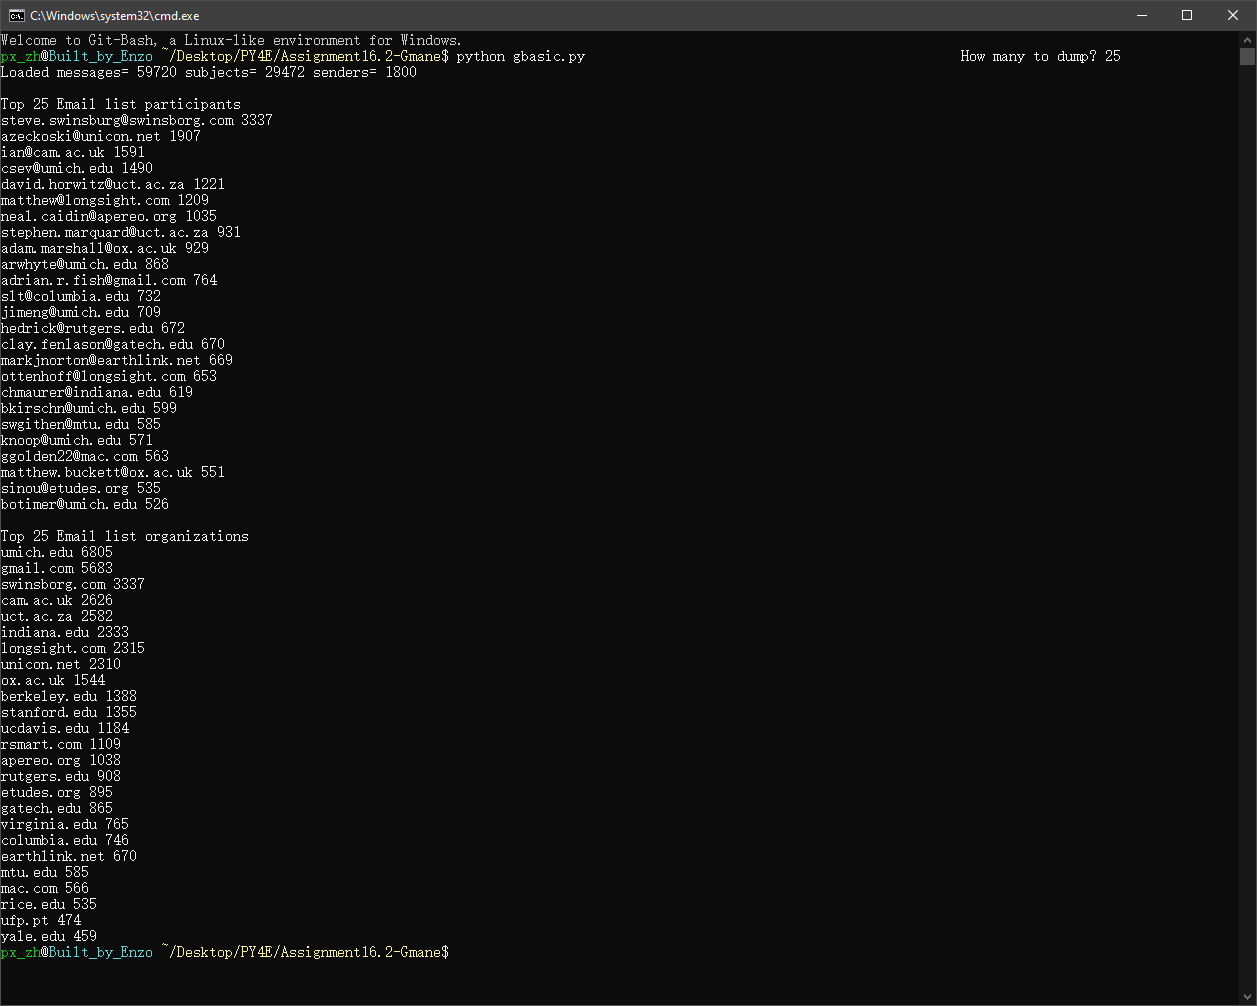 C:\Windows\system32\cmd.exe
Welcome to Git-Bash, a Linux-like environment for Windows.
px_zh@Built_by_Enzo ~/Desktop/PY4E/Assignment16.2-Gmane$ python gbasic.py How many to dump? 25
Loaded messages= 59720 subjects= 29472 senders= 1800
Top 25 Email list participants
steve.swinsburg@swinsborg.com 3337
azeckoski@unicon.net 1907
ian@cam.ac.uk 1591
csev@umich.edu 1490
david.horwitz@uct.ac.za 1221
matthew@longsight.com 1209
neal.caidin@apereo.org 1035
stephen.marquard@uct.ac.za 931
adam.marshall@ox.ac.uk 929
arwhyte@umich.edu 868
adrian.r.fish@gmail.com 764
slt@columbia.edu 732
jimeng@umich.edu 709
hedrick@rutgers.edu 672
clay.fenlason@gatech.edu 670
markjnorton@earthlink.net 669
ottenhoff@longsight.com 653
chmaurer@indiana.edu 619
bkirschn@umich.edu 599
swgithen@mtu.edu 585
knoop@umich.edu 571
ggolden22@mac.com 563
matthew.buckett@ox.ac.uk 551
sinou@etudes.org 535
botimer@umich.edu 526
Top 25 Email list organizations
umich.edu 6805
gmail.com 5683
swinsborg.com 3337
cam.ac.uk 2626
uct.ac.za 2582
indiana.edu 2333
longsight.com 2315
unicon.net 2310
ox.ac.uk 1544
berkeley.edu 1388
stanford.edu 1355
ucdavis.edu 1184
rsmart.com 1109
apereo.org 1038
rutgers.edu 908
etudes.org 895
gatech.edu 865
virginia.edu 765
columbia.edu 746
earthlink.net 670
mtu.edu 585
mac.com 566
rice.edu 535
ufp.pt 474
yale.edu 459
px_zh@Built_by_Enzo ~/Desktop/PY4E/Assignment16.2-Gmane$